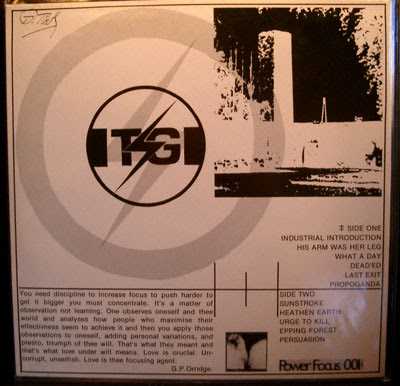 TG
‡ SIDE ONE
INDUSTRIAL INTRODUCTION
HIS ARM WAS HER LEG
WHAT A DAY
DEAD'ED
LAST EXIT
PROPOGANDA
SIDE TWO
SUNSTROKE
HEATHEN EARTH
URGE TO KILL
EPPING FOREST
PERSUASION
You need discipline to increase focus to push harder to
get it bigger you must concentrate. It's a matter of
observation not learning. One observes oneself and thee
world and analyses how people who maximise their
effectiveness seem to achieve it and then you apply those
observations to oneself, adding personal variations, and
presto, triumph of thee will. That's what they meant and
that's what love under will means. Love is crucial. Un-
corrupt, unselfish. Love is thee focusing agent.
G.P.Orridge.
Power Focus 001